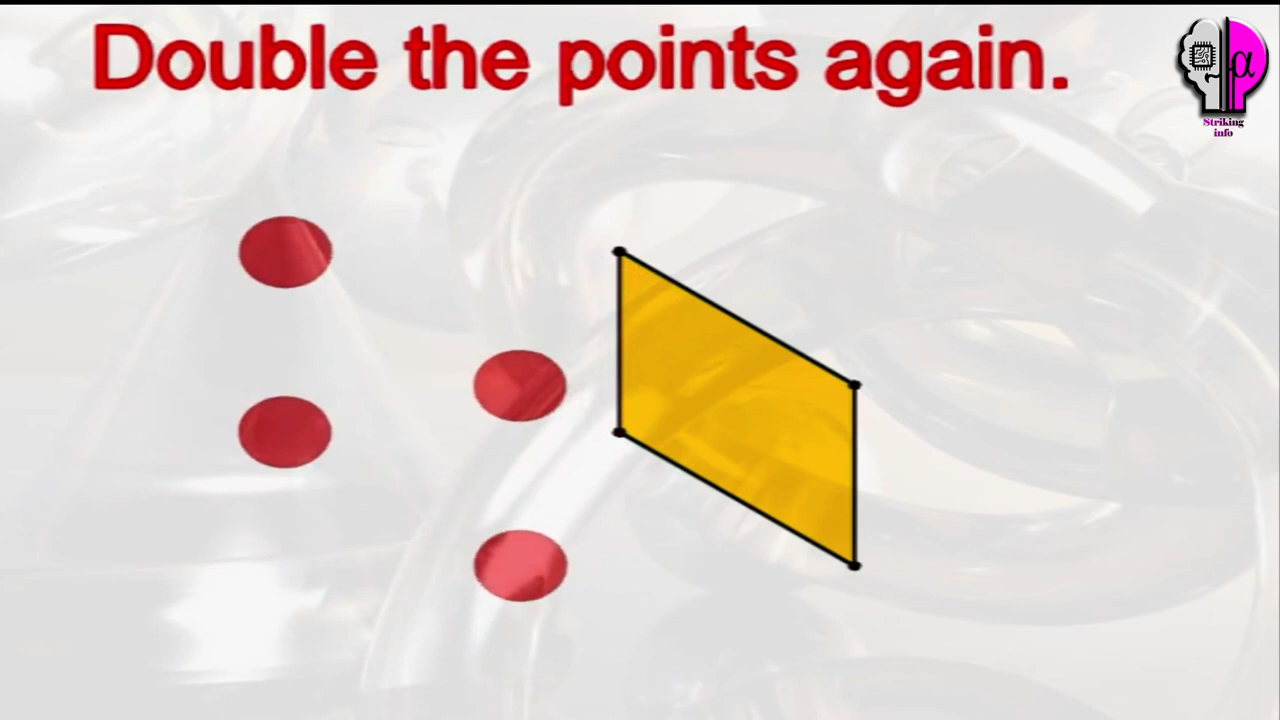 Double the points again.
α
Striking
info